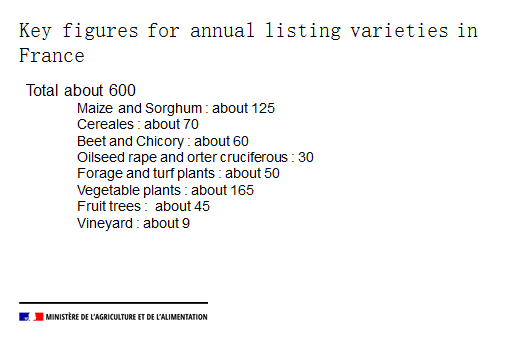 Key figures for annual listing varieties in
France
Total about 600
Maize and Sorghum : about 125
Cereales : about 70
Beet and Chicory : about 60
Oilseed rape and orter cruciferous : 30
Forage and turf plants : about 50
Vegetable plants : about 165
Fruit trees :  about 45
Vineyard : about 9
MINISTÈRE DE L'AGRICULTURE ET DE L'ALIMENTATION